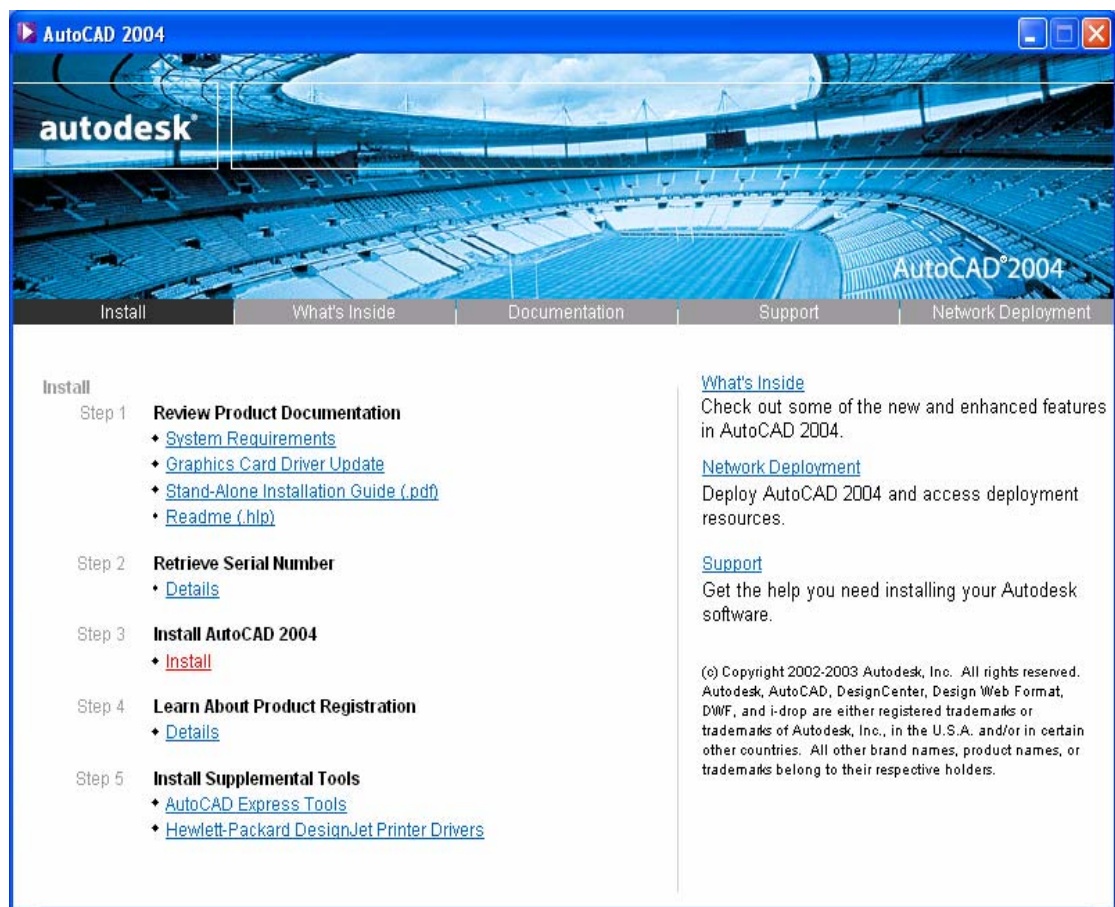 AutoCAD 2004
autodesk®
AutoCAD®2004
Install
What's Inside
Documentation
Support
Network Deployment
Install
Step 1 Review Product Documentation
System Requirements
Graphics Card Driver Update
Stand-Alone Installation Guide (.pdf)
Readme (.hlp)
Step 2 Retrieve Serial Number
Details
Step 3 Install AutoCAD 2004
Install
Step 4 Learn About Product Registration
Details
Step 5 Install Supplemental Tools
AutoCAD Express Tools
Hewlett-Packard DesignJet Printer Drivers
What's Inside
Check out some of the new and enhanced features
in AutoCAD 2004.
Network Deployment
Deploy AutoCAD 2004 and access deployment
resources.
Support
Get the help you need installing your Autodesk
software.
(c) Copyright 2002-2003 Autodesk, Inc. All rights reserved.
Autodesk, AutoCAD, DesignCenter, Design Web Format,
DWF, and i-drop are either registered trademarks or
trademarks of Autodesk, Inc., in the U.S.A. and/or in certain
other countries. All other brand names, product names, or
trademarks belong to their respective holders.